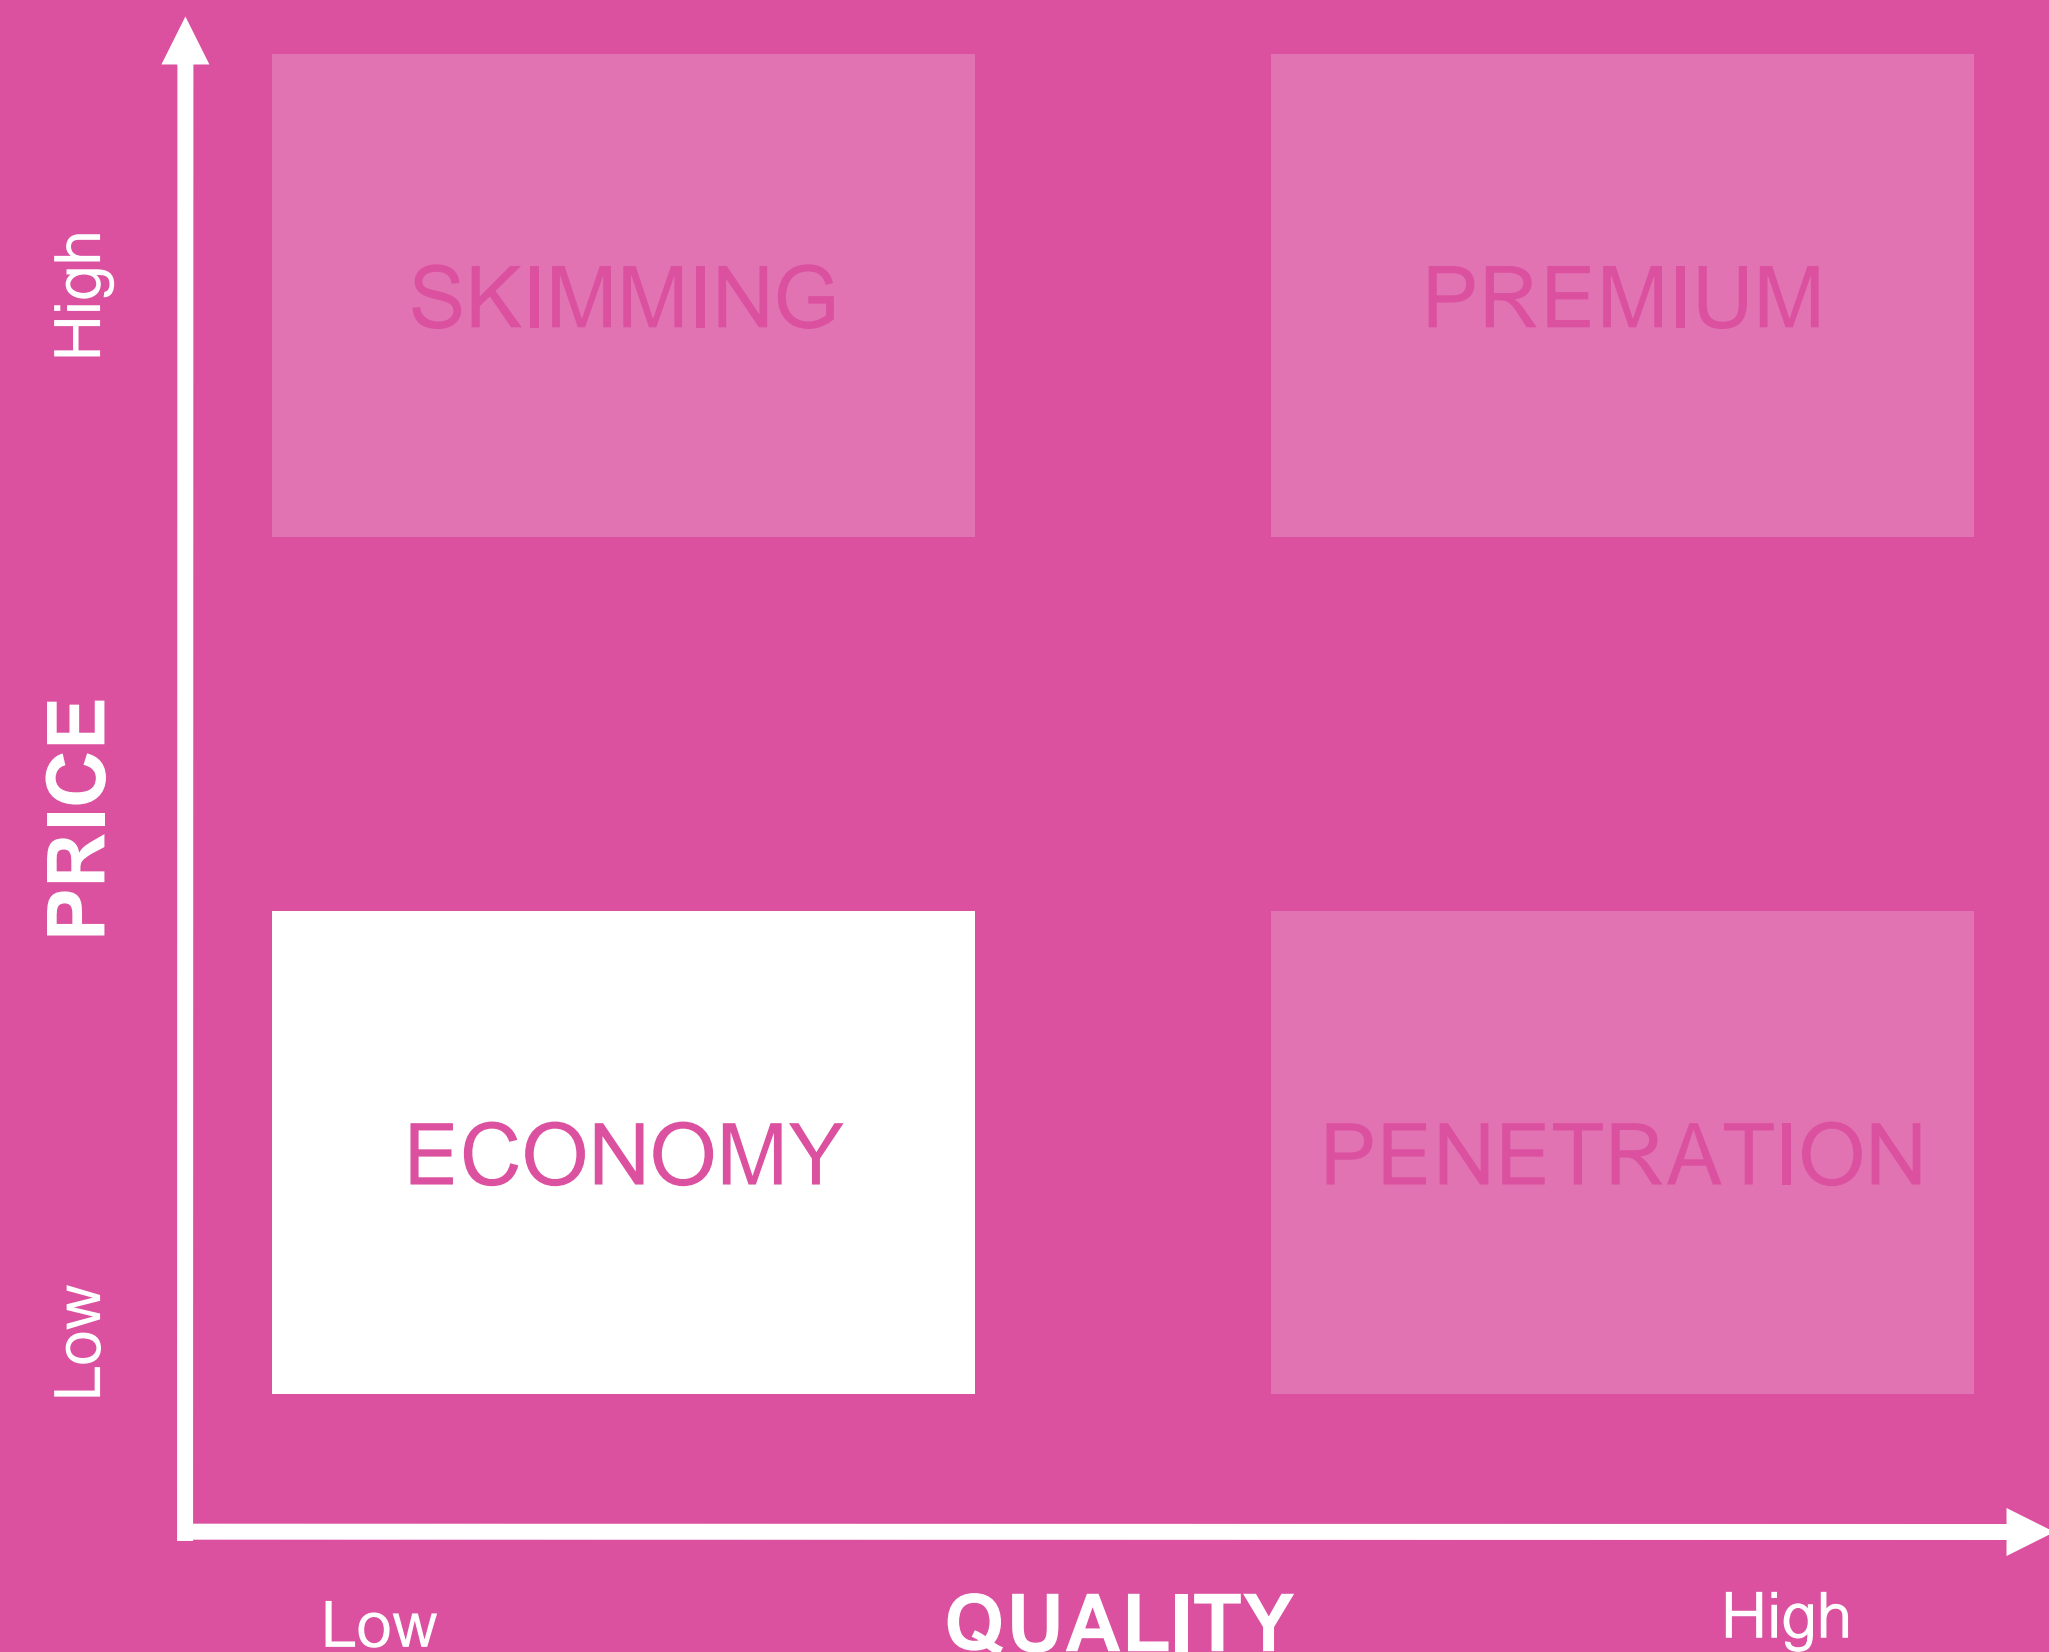 High
SKIMMING
PREMIUM
PRICE
ECONOMY
PENETRATION
Low
Low
QUALITY
High